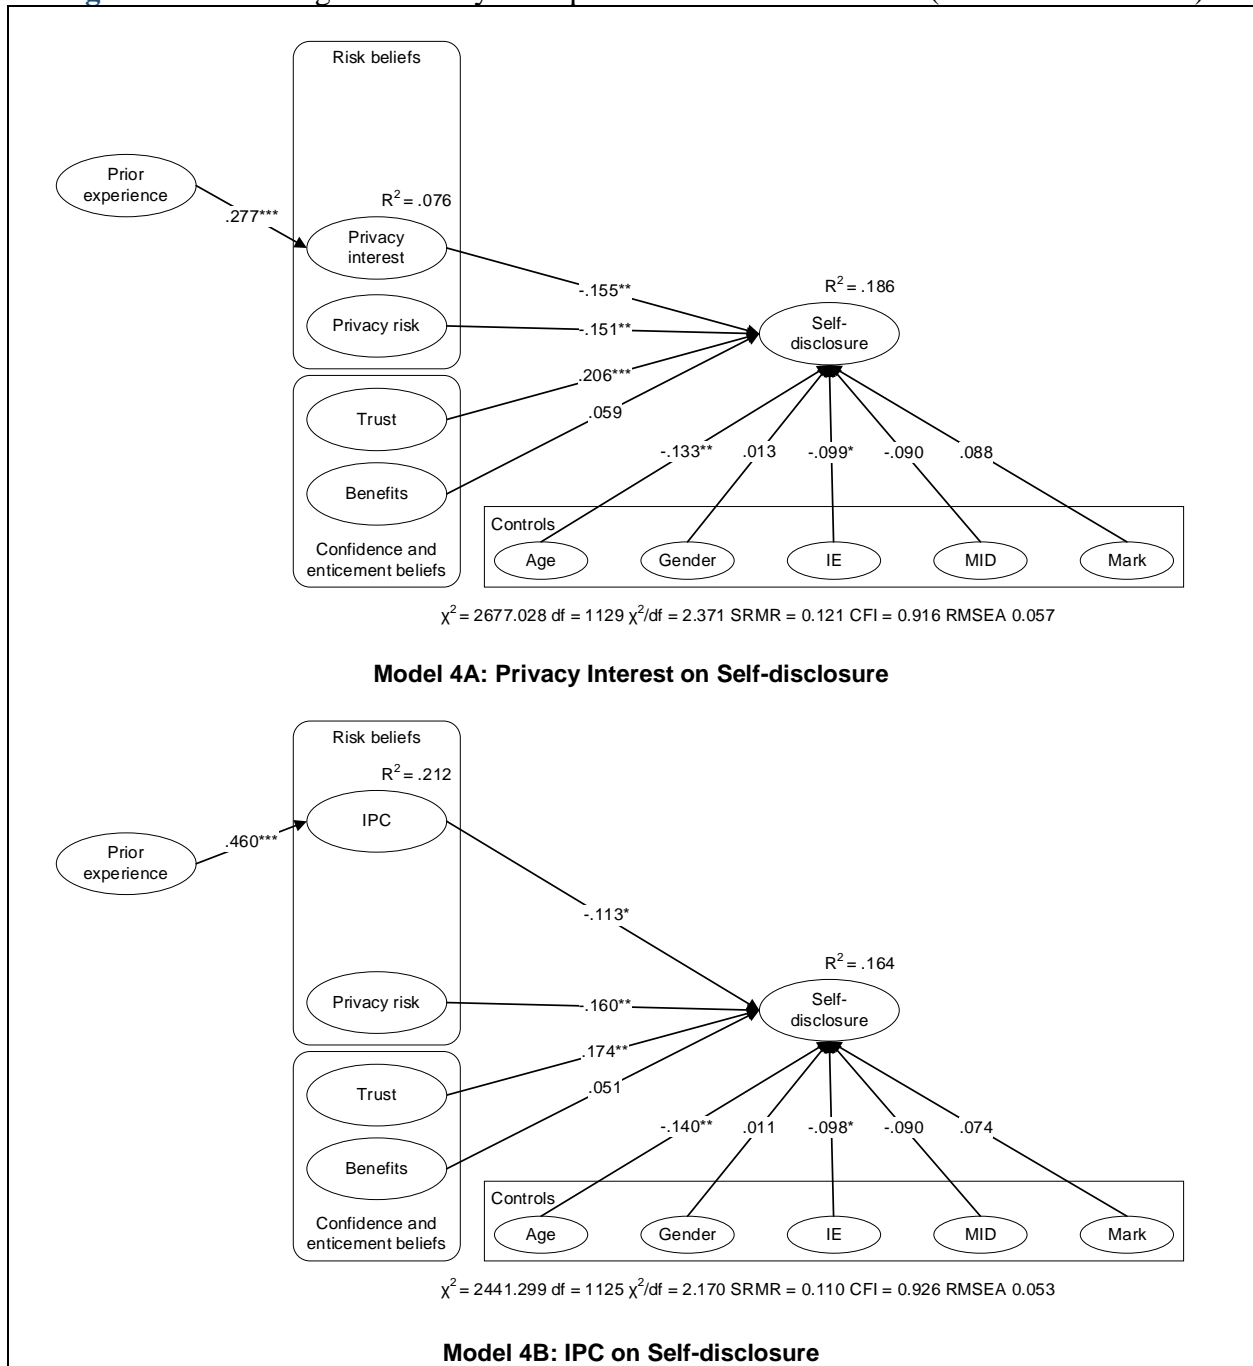 Risk beliefs
Prior
experience
R² = .076
.277***
Privacy
interest
-.155**
R² = .186
Privacy risk
-.151**
Self-
disclosure
.206***
Trust
.059
-.133**
.013
-.099*
-.090
.088
Benefits
Controls
Confidence and
enticement beliefs
Age
Gender
IE
MID
Mark
χ² = 2677.028 df = 1129 χ²/df = 2.371 SRMR = 0.121 CFI = 0.916 RMSEA 0.057
Model 4A: Privacy Interest on Self-disclosure
Risk beliefs
R² = .212
IPC
.460***
Prior
experience
-.113*
R² = .164
Privacy risk
-.160**
Self-
disclosure
.174**
Trust
.051
-.140**
.011
-.098*
-.090
.074
Benefits
Controls
Confidence and
enticement beliefs
Age
Gender
IE
MID
Mark
χ² = 2441.299 df = 1125 χ²/df = 2.170 SRMR = 0.110 CFI = 0.926 RMSEA 0.053
Model 4B: IPC on Self-disclosure